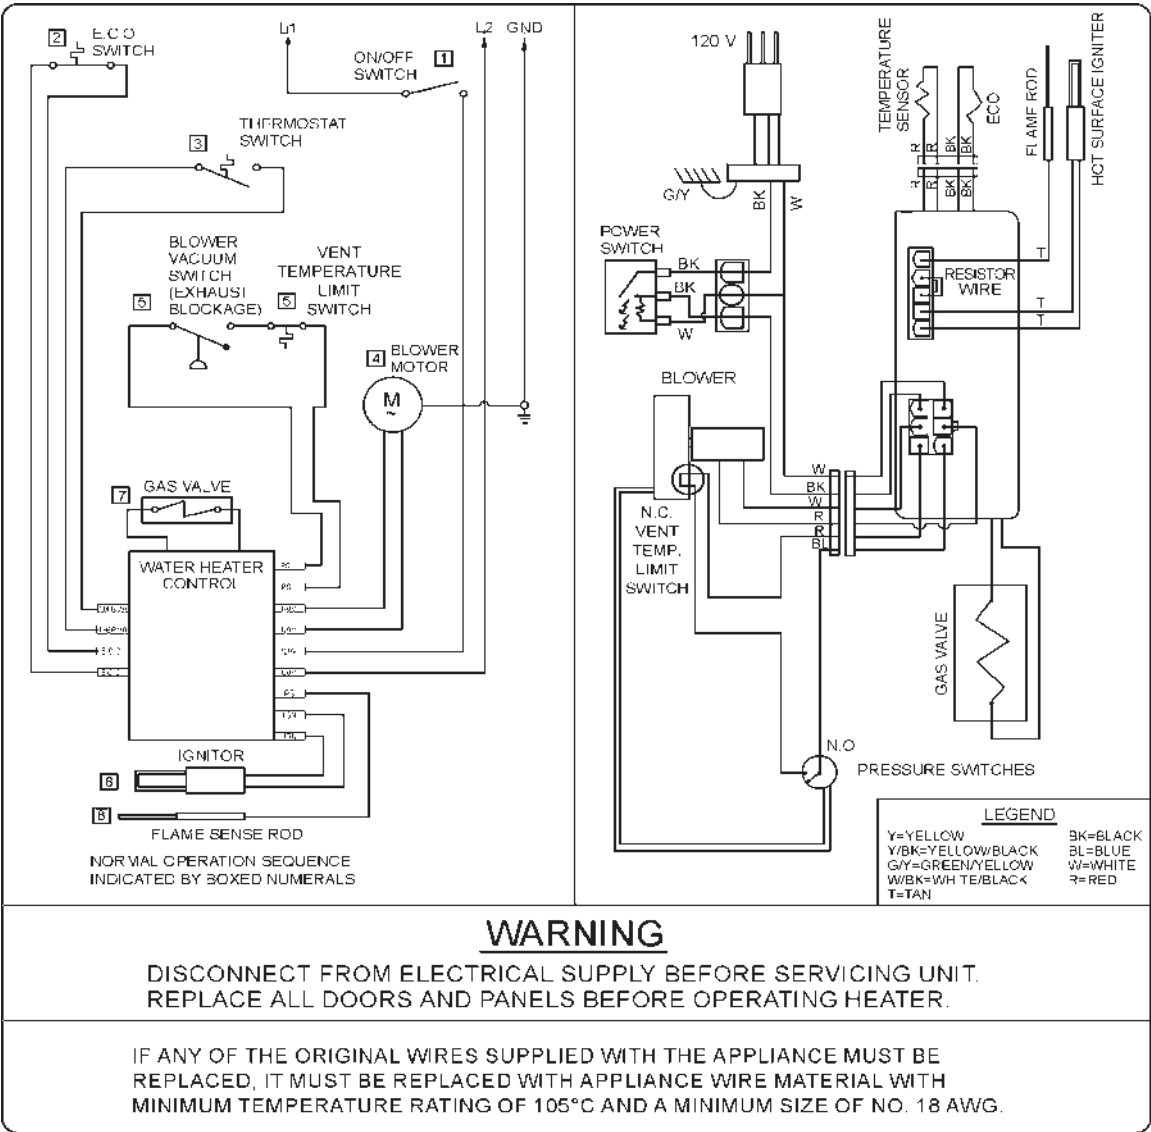 2
E.C.O
SWITCH
L1
L2 GND
ON/OFF
SWITCH
1
THERMOSTAT
SWITCH
3
BLOWER
VACUUM
SWITCH
(EXHAUST
BLOCKAGE)
5
VENT
TEMPERATURE
LIMIT
SWITCH
5
4
BLOWER
MOTOR
M
~
7
GAS VALVE
WATER HEATER
CONTROL
PS
PS
E.C.O
FS
IGNITOR
6
8
FLAME SENSE ROD
NORMAL OPERATION SEQUENCE
INDICATED BY BOXED NUMERALS
120 V
TEMPERATURE
SENSOR
ECO
FLAME ROD
HOT SURFACE IGNITER
R R BK BK
R R BK BK
G/Y
BK
W
POWER
SWITCH
BK
BK
W
RESISTOR
WIRE
T
T
T
BLOWER
W
BK
W
R
R
BL
N.C.
VENT
TEMP.
LIMIT
SWITCH
GAS VALVE
N.O
PRESSURE SWITCHES
LEGEND
Y=YELLOW BK=BLACK
Y/BK=YELLOW/BLACK BL=BLUE
G/Y=GREEN/YELLOW W=WHITE
W/BK=WHITE/BLACK R=RED
T=TAN
WARNING
DISCONNECT FROM ELECTRICAL SUPPLY BEFORE SERVICING UNIT.
REPLACE ALL DOORS AND PANELS BEFORE OPERATING HEATER.
IF ANY OF THE ORIGINAL WIRES SUPPLIED WITH THE APPLIANCE MUST BE
REPLACED, IT MUST BE REPLACED WITH APPLIANCE WIRE MATERIAL WITH
MINIMUM TEMPERATURE RATING OF 105°C AND A MINIMUM SIZE OF NO. 18 AWG.